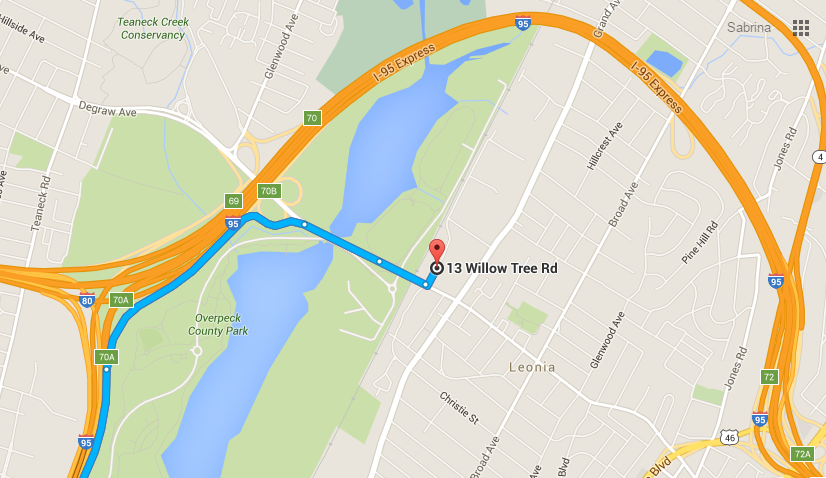 Teaneck Creek
Conservancy
Hillside Ave
Glenwood Ave
Grand Ave
Sabrina
95
I-95 Express
I-95 Express
Degraw Ave
70
Hillcrest Ave
Jones Rd
4
Teaneck Rd
69
70B
95
Broad Ave
Pine Hill Rd
13 Willow Tree Rd
80
70A
95
Overpeck
County Park
Glenwood Ave
70A
Leonia
Jones Rd
72
Christie St
95
95
46
Broad Ave
Ave
Blvd
Blvd
72A